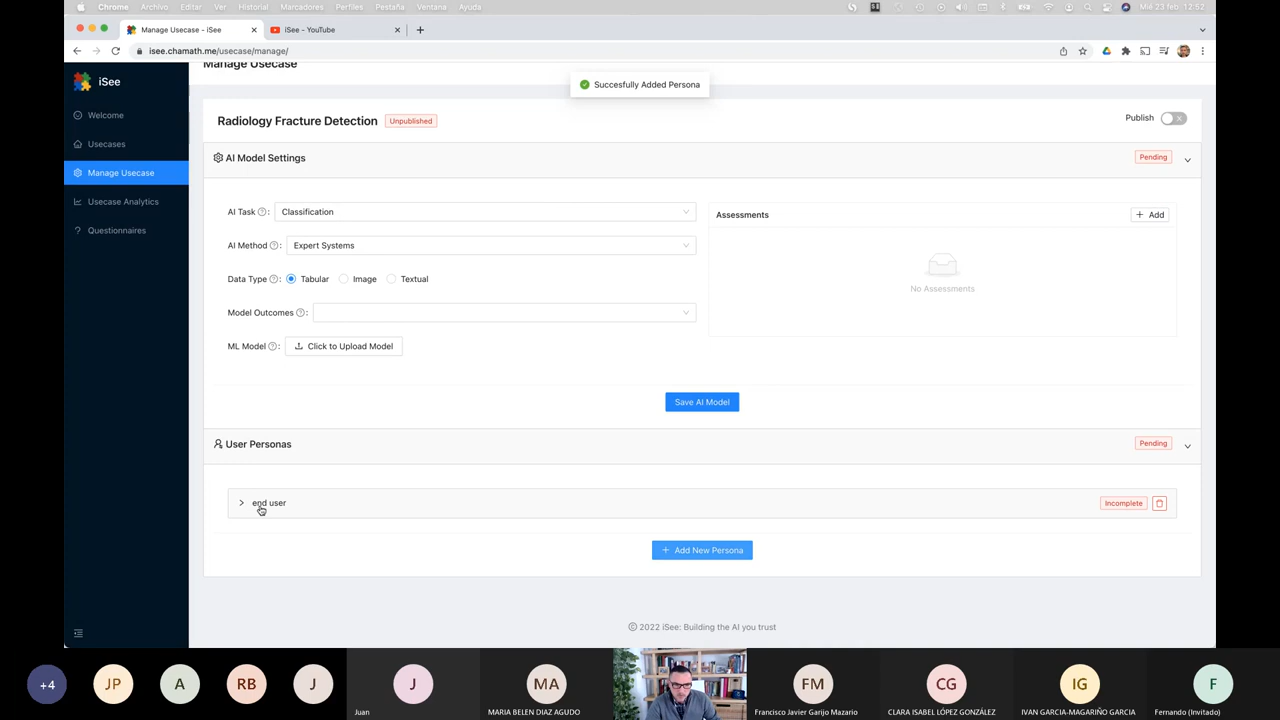 Chrome Archivo Editar Ver Historial Marcadores Perfiles Pestaña Ventana Ayuda Mié 23 feb 12:52
Manage Usecase - iSee iSee - YouTube
isee.chamath.me/usecase/manage/
iSee
Welcome
Usecases
Manage Usecase
Usecase Analytics
Questionnaires
Manage Usecase
Succesfully Added Persona
Radiology Fracture Detection Unpublished Publish
AI Model Settings Pending
AI Task : Classification
AI Method : Expert Systems
Data Type : Tabular Image Textual
Model Outcomes :
ML Model : Click to Upload Model
Assessments + Add
No Assessments
Save AI Model
User Personas Pending
end user Incomplete
+ Add New Persona
© 2022 iSee: Building the AI you trust
+4 JP A RB J J MA FM CG IG F
Juan MARIA BELEN DIAZ AGUDO Francisco Javier Garijo Mazario CLARA ISABEL LÓPEZ GONZÁLEZ IVAN GARCIA-MAGARIÑO GARCIA Fernando (Invitado)